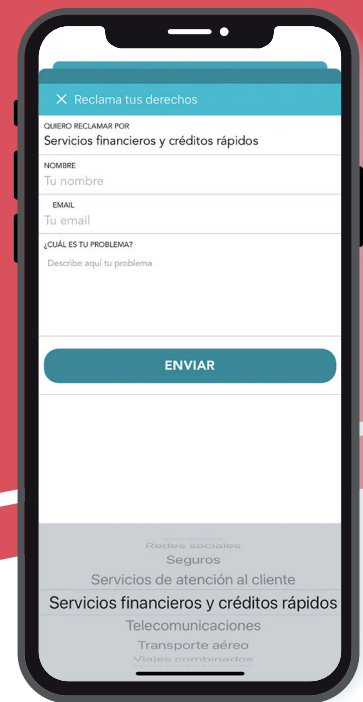 Reclama tus derechos
QUIERO RECLAMAR POR
Servicios financieros y créditos rápidos
NOMBRE
Tu nombre
EMAIL
Tu email
¿CUÁL ES TU PROBLEMA?
Describe aquí tu problema
ENVIAR
Redes sociales
Seguros
Servicios de atención al cliente
Servicios financieros y créditos rápidos
Telecomunicaciones
Transporte aéreo
Viajes combinados